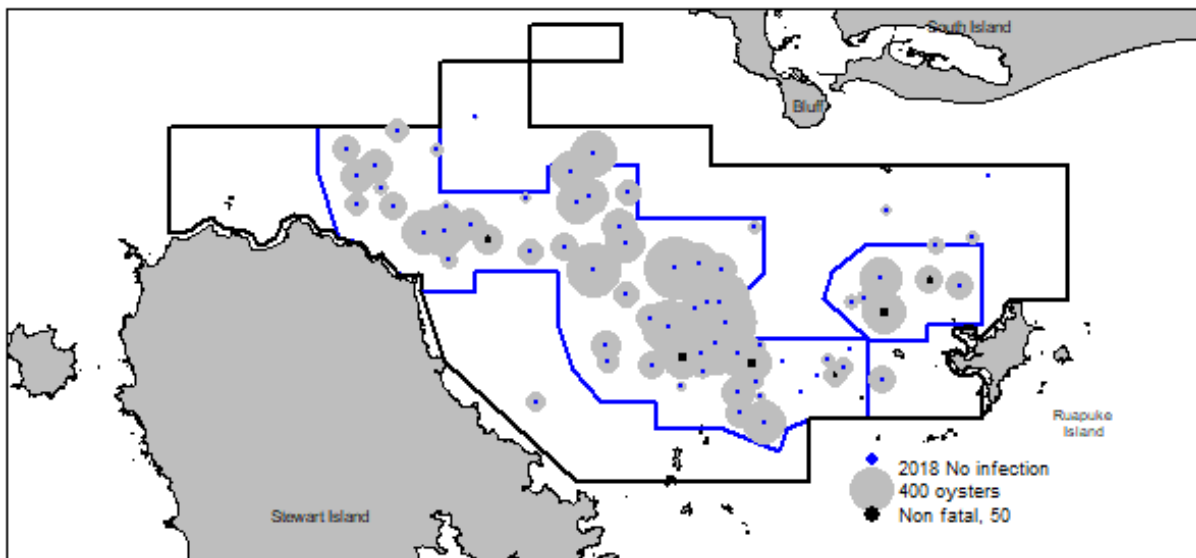 South Island
Bluff
Ruapuke
Island
2018 No infection
400 oysters
Non fatal, 50
Stewart Island